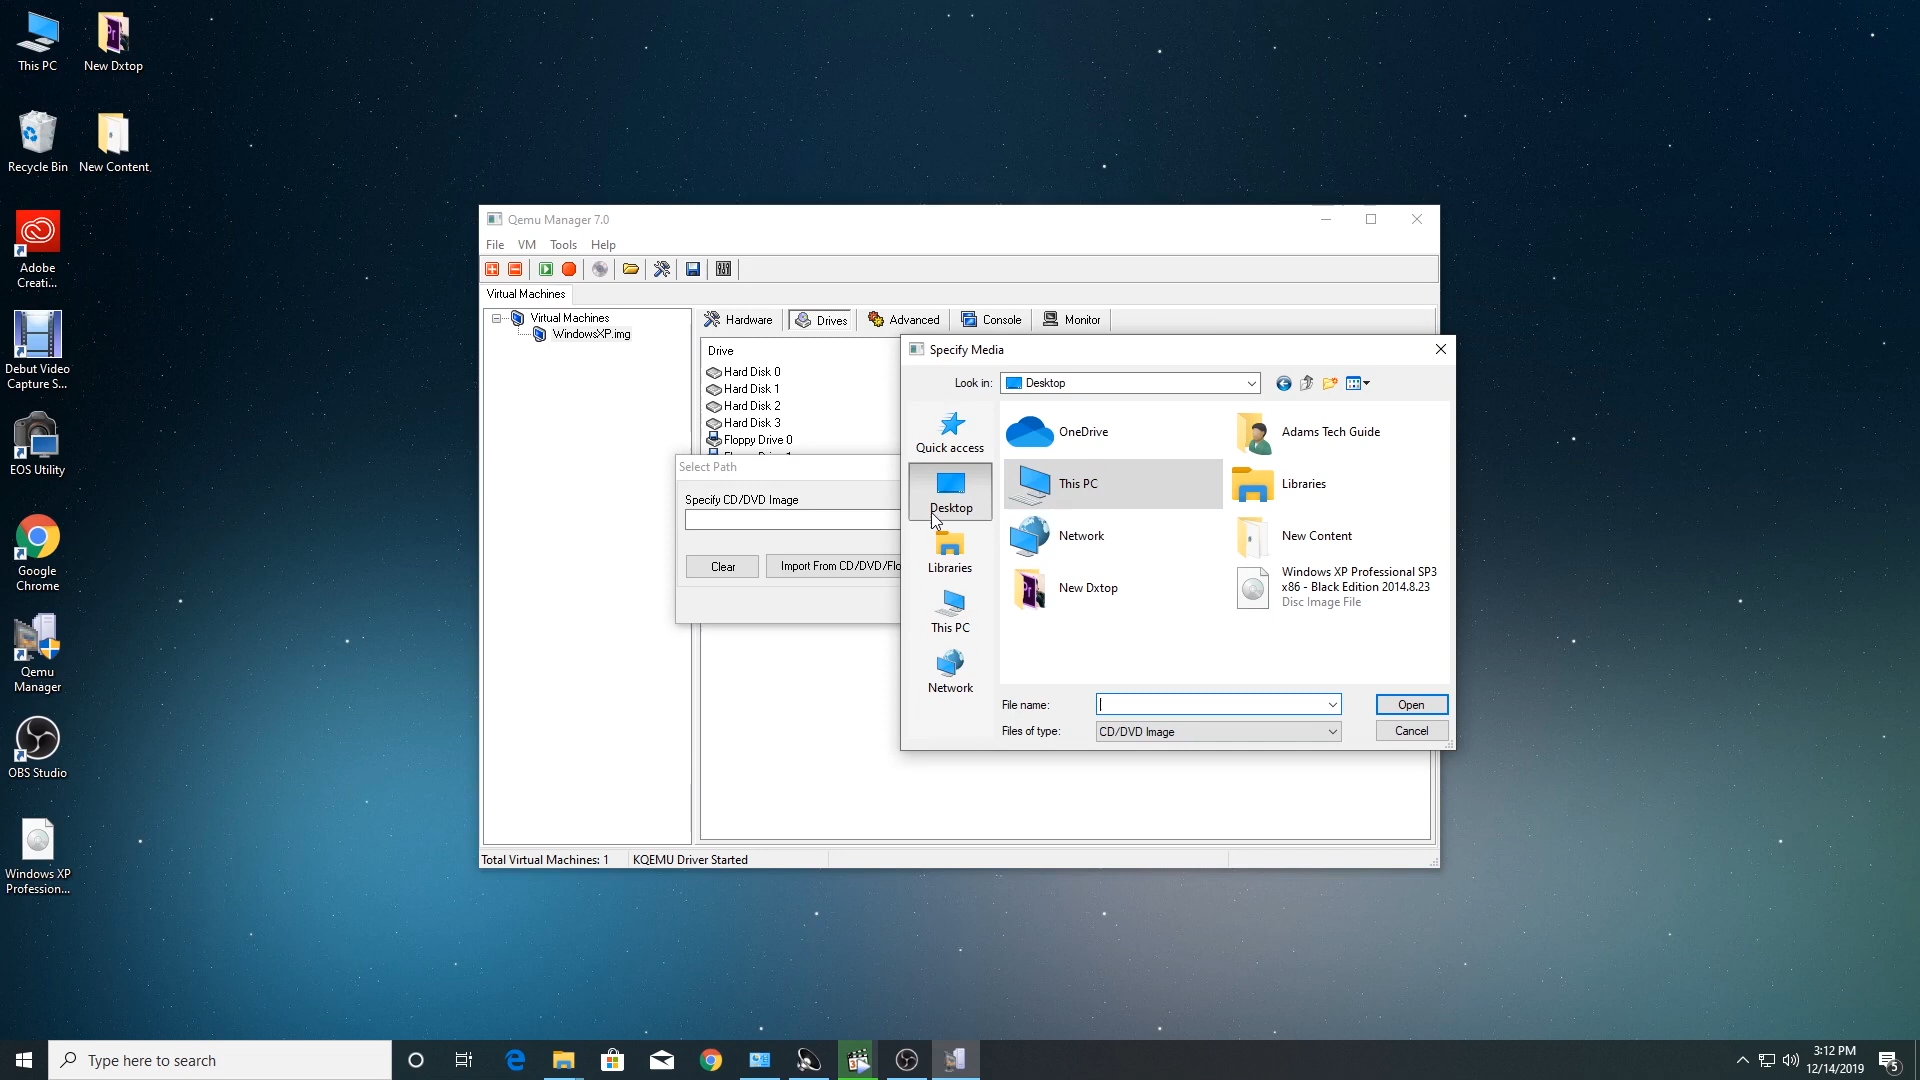 This PC
New Dxtop
Recycle Bin
New Content
Adobe
Creati...
Debut Video
Capture S...
EOS Utility
Google
Chrome
Qemu
Manager
OBS Studio
Windows XP
Profession...
Qemu Manager 7.0
File VM Tools Help
Virtual Machines
Virtual Machines
WindowsXP.img
Hardware Drives Advanced Console Monitor
Drive
Hard Disk 0
Hard Disk 1
Hard Disk 2
Hard Disk 3
Floppy Drive 0
Select Path
Specify CD/DVD Image
Clear
Import From CD/DVD/Flo
Total Virtual Machines: 1
KQEMU Driver Started
Specify Media
Look in: Desktop
Quick access
Desktop
Libraries
This PC
Network
OneDrive
Adams Tech Guide
This PC
Libraries
Network
New Content
New Dxtop
Windows XP Professional SP3
x86 - Black Edition 2014.8.23
Disc Image File
File name:
Open
Files of type: CD/DVD Image
Cancel
Type here to search
3:12 PM
12/14/2019
5